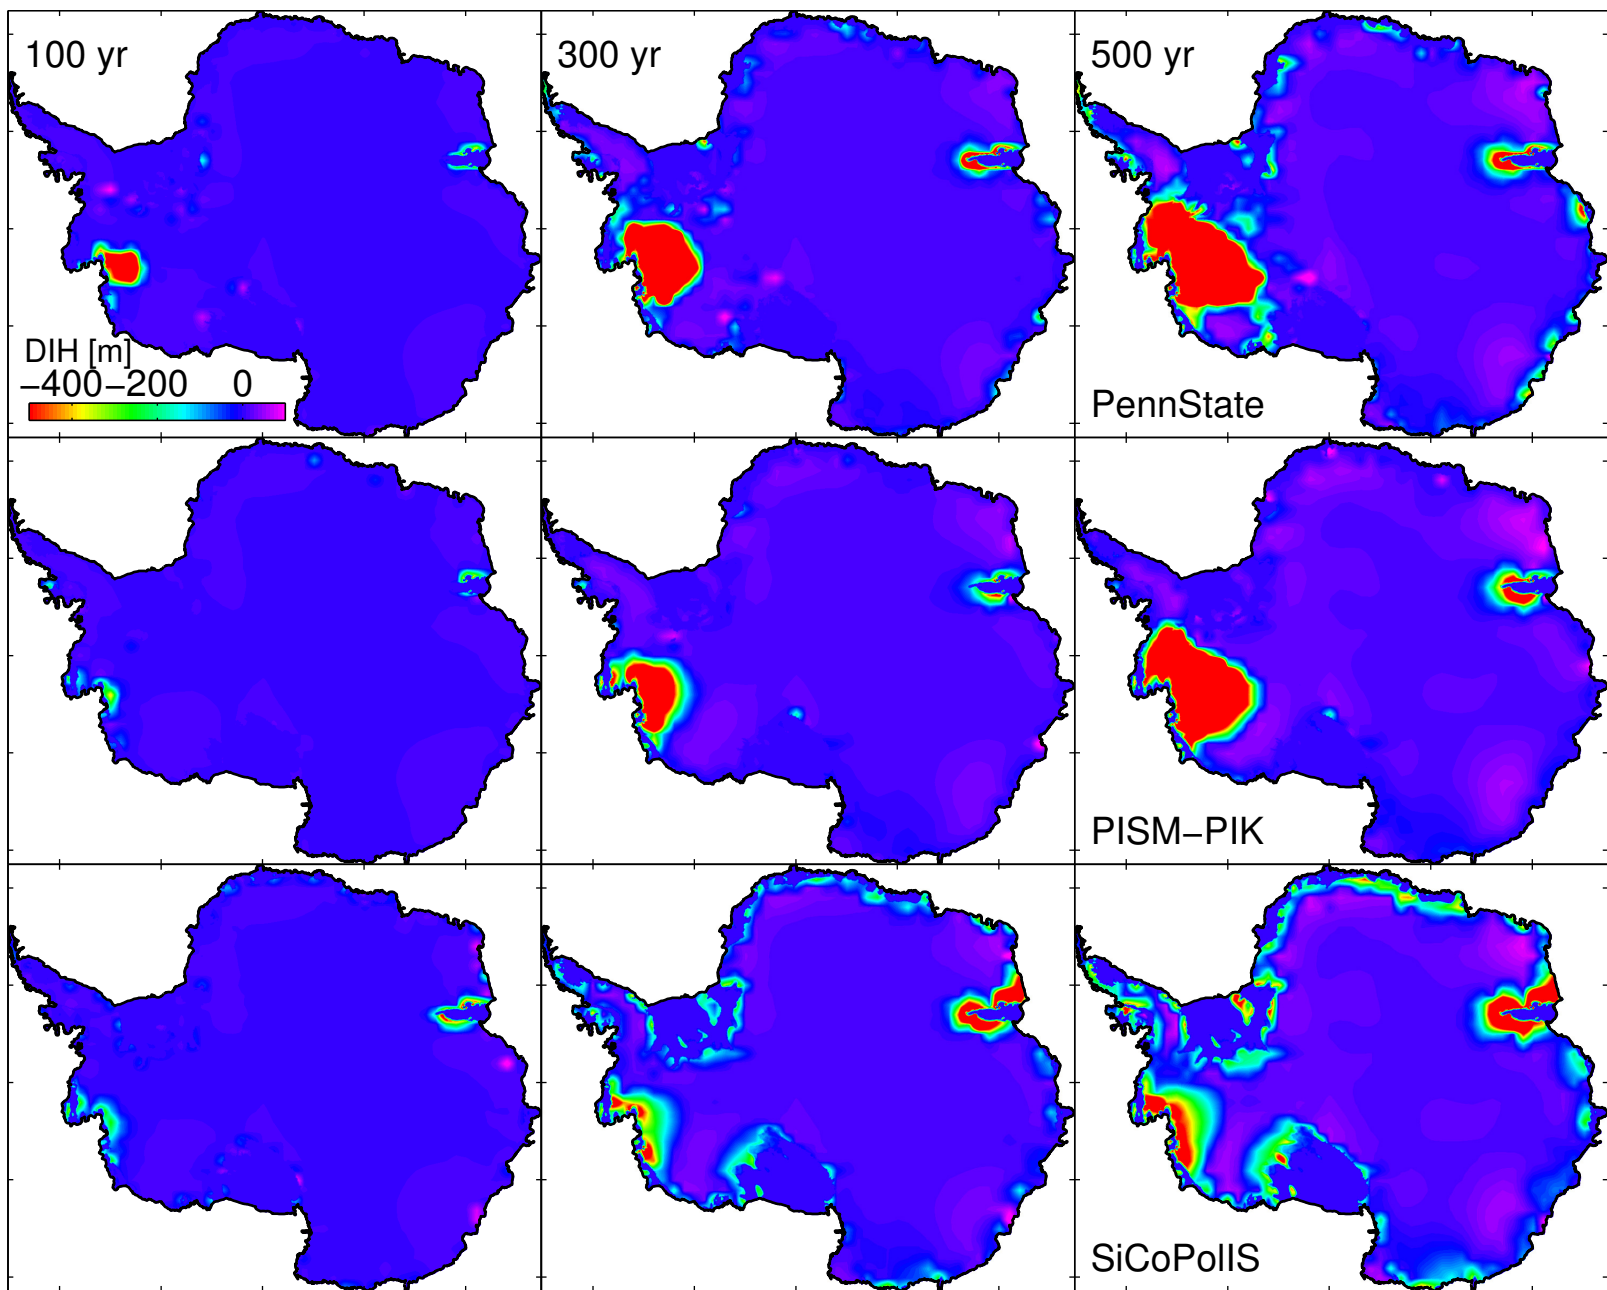 100 yr
300 yr
500 yr
DIH [m]
−400−200 0
PennState
PISM−PIK
SiCoPolIS